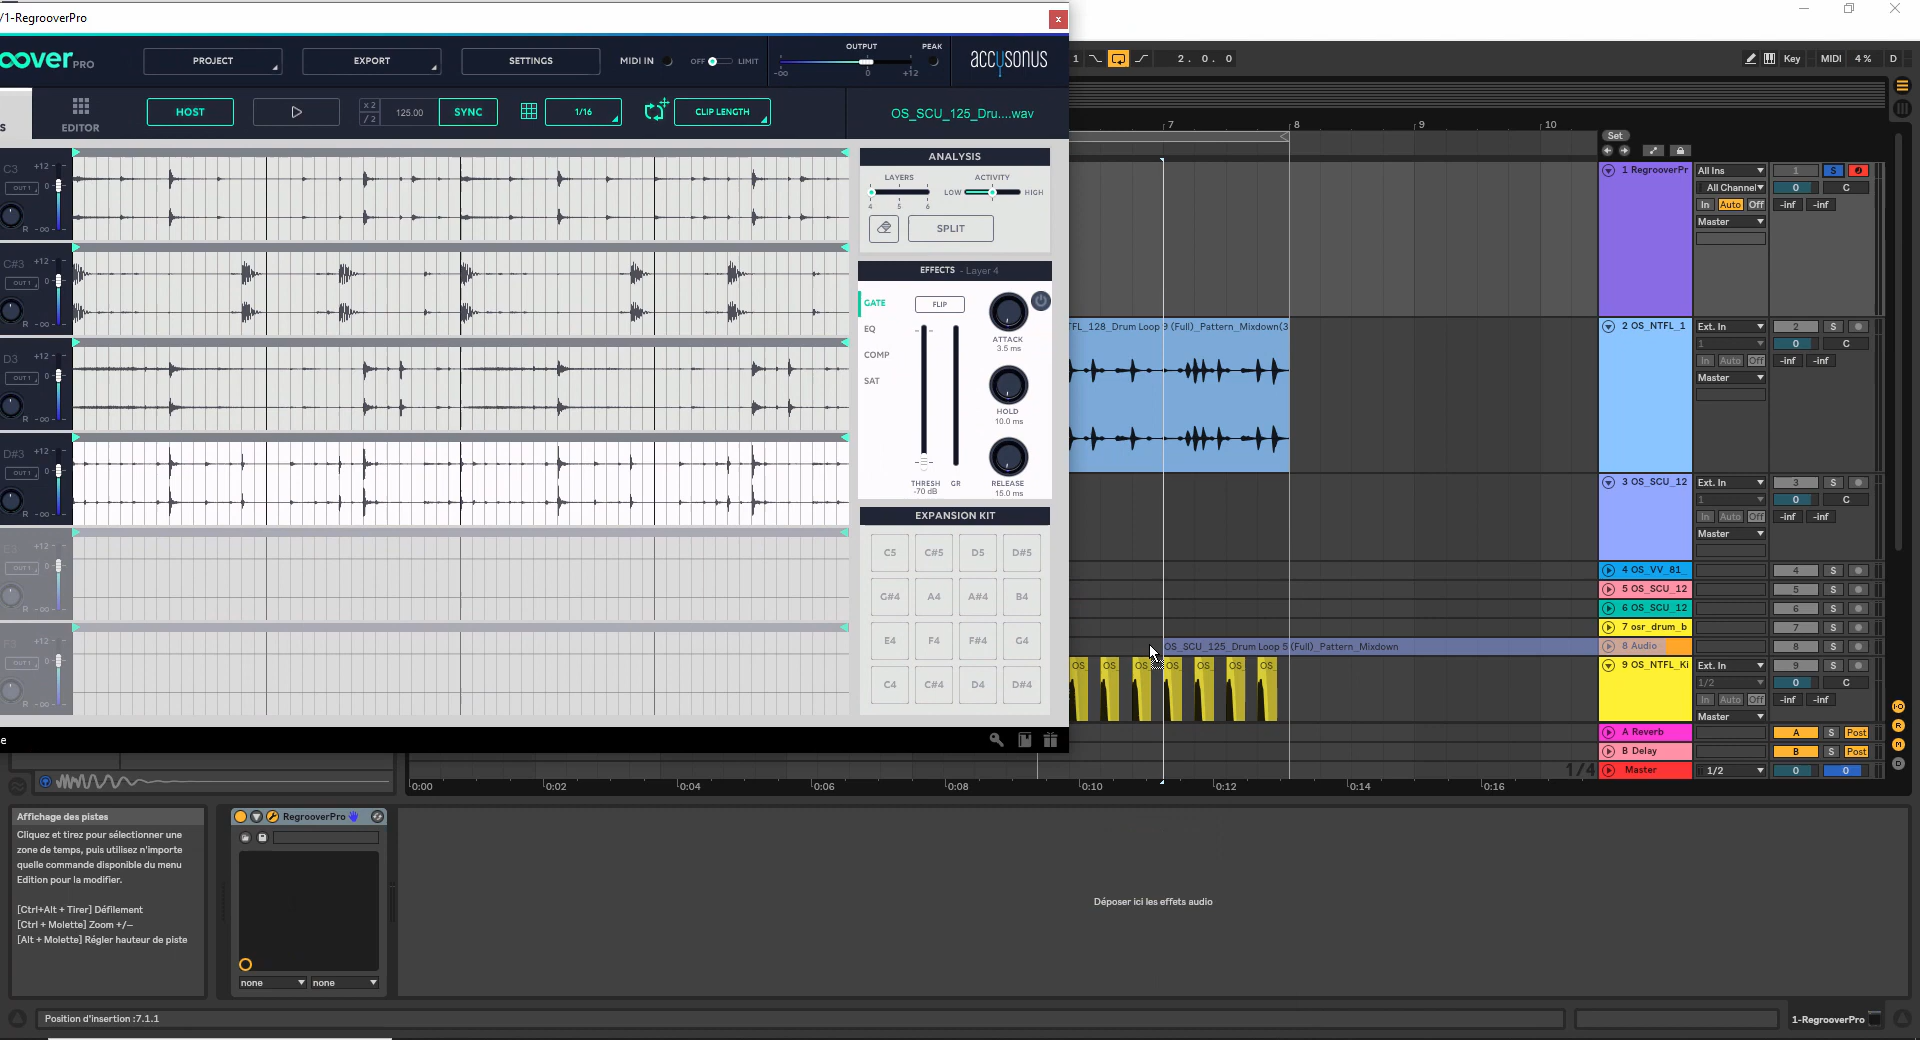 /1-RegrooverPro
x
oover PRO
PROJECT
EXPORT
SETTINGS
MIDI IN
OFF
LIMIT
OUTPUT
PEAK
-oo
0
+12
accusonus
1
2. 0. 0
Key
MIDI
4 %
D
S
EDITOR
HOST
x 2
/ 2
125.00
SYNC
1/16
CLIP LENGTH
OS_SCU_125_Dru....wav
7
8
9
10
Set
C3
+12
OUT 1
0
R
-oo
C#3
+12
OUT 1
0
R
-oo
D3
+12
OUT 1
0
R
-oo
D#3
+12
OUT 1
0
R
-oo
E3
+12
OUT 1
0
R
-oo
F3
+12
OUT 1
0
R
-oo
ANALYSIS
LAYERS
ACTIVITY
LOW
HIGH
4
5
6
SPLIT
EFFECTS - Layer 4
GATE
EQ
COMP
SAT
FLIP
ATTACK
3.5 ms
HOLD
10.0 ms
RELEASE
15.0 ms
THRESH
-70 dB
GR
EXPANSION KIT
C5
C#5
D5
D#5
G#4
A4
A#4
B4
E4
F4
F#4
G4
C4
C#4
D4
D#4
e
TFL_128_Drum Loop 9 (Full)_Pattern_Mixdown(3
OS_SCU_125_Drum Loop 5 (Full)_Pattern_Mixdown
OS
OS
OS
OS
OS
OS
OS
1 RegrooverPr
All Ins
1
S
All Channel
0
C
In
Auto
Off
-inf
-inf
Master
2 OS_NTFL_1
Ext. In
2
S
1
0
C
In
Auto
Off
-inf
-inf
Master
3 OS_SCU_12
Ext. In
3
S
1
0
C
In
Auto
Off
-inf
-inf
Master
4 OS_VV_81_
4
S
5 OS_SCU_12
5
S
6 OS_SCU_12
6
S
7 osr_drum_b
7
S
8 Audio
8
S
9 OS_NTFL_Ki
Ext. In
9
S
1/2
0
C
In
Auto
Off
-inf
-inf
Master
A Reverb
A
S
Post
B Delay
B
S
Post
1/4
Master
1/2
0
0
I·O
R
M
D
0:00
0:02
0:04
0:06
0:08
0:10
0:12
0:14
0:16
Affichage des pistes
Cliquez et tirez pour sélectionner une
zone de temps, puis utilisez n'importe
quelle commande disponible du menu
Edition pour la modifier.
[Ctrl+Alt + Tirer] Défilement
[Ctrl + Molette] Zoom +/–
[Alt + Molette] Régler hauteur de piste
RegrooverPro
none
none
Déposer ici les effets audio
Position d'insertion :7.1.1
1-RegrooverPro